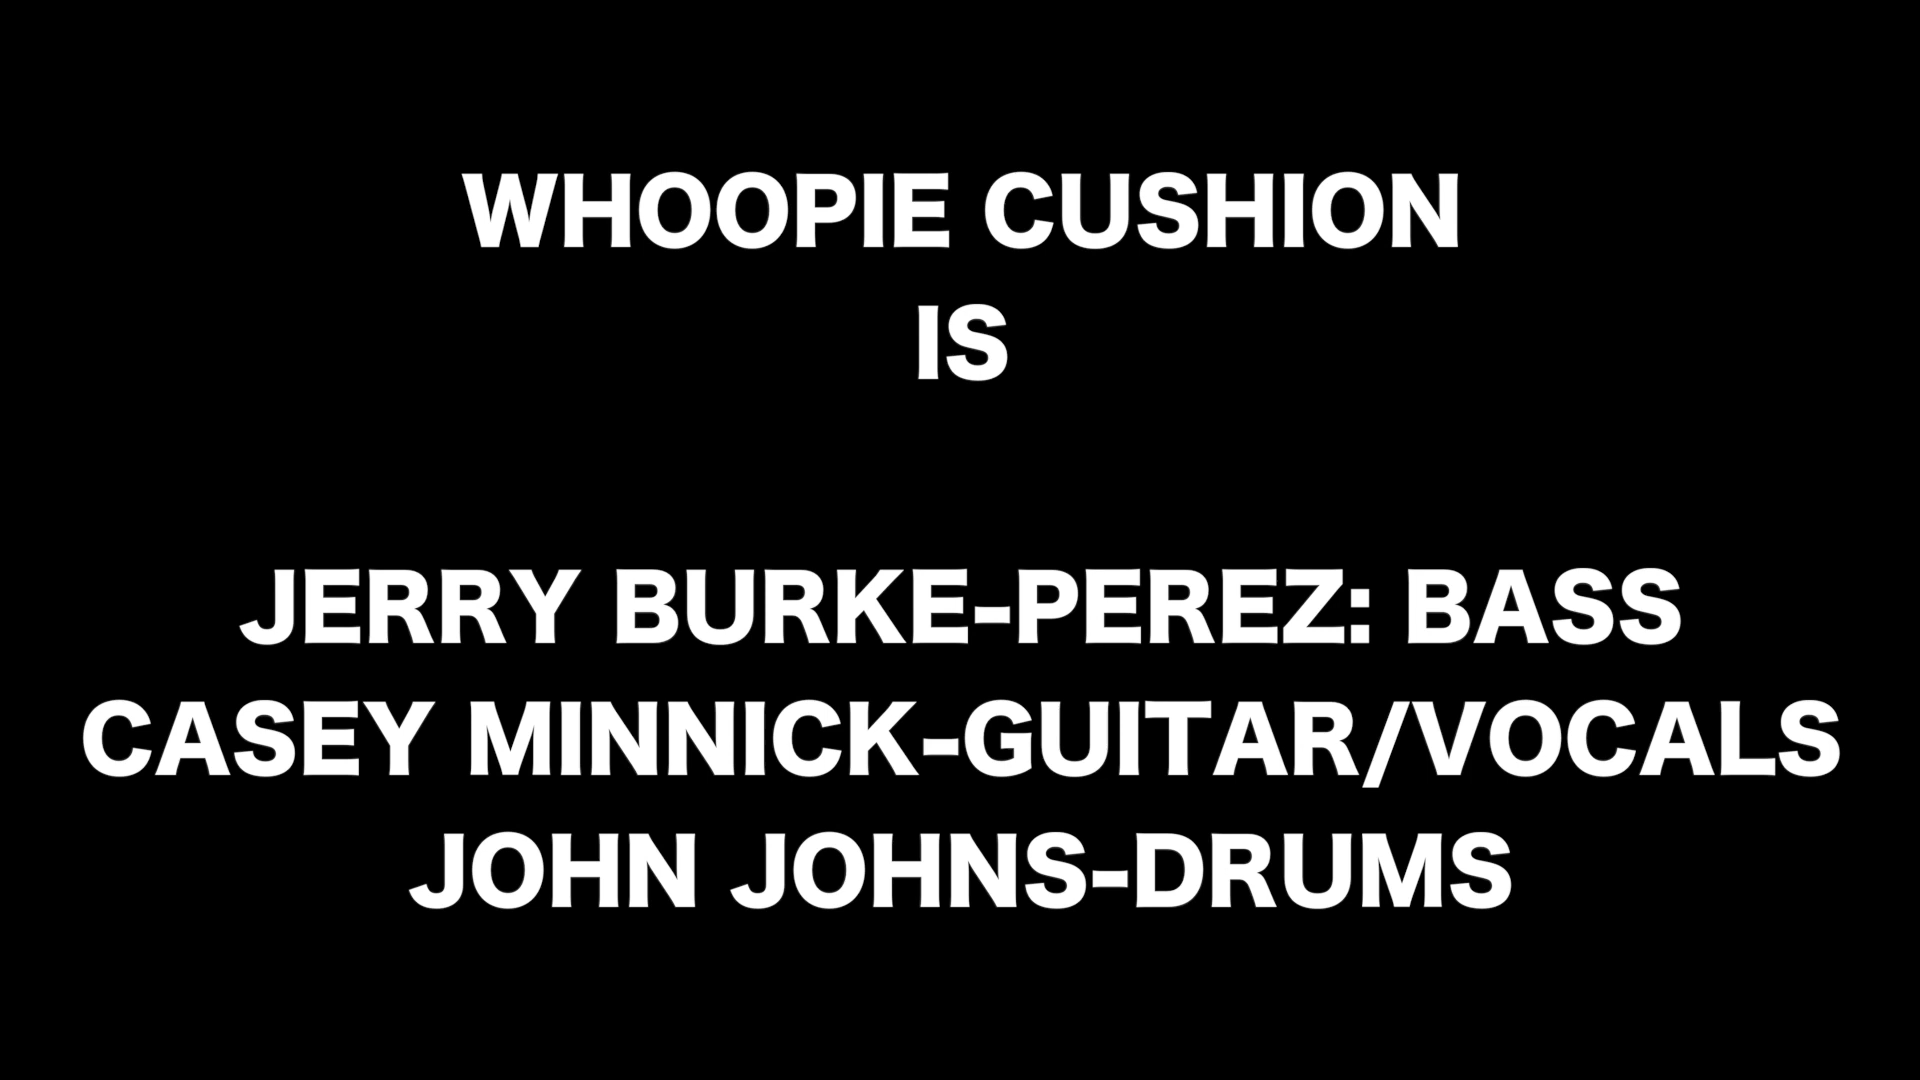 WHOOPIE CUSHION
IS
JERRY BURKE-PEREZ: BASS
CASEY MINNICK-GUITAR/VOCALS
JOHN JOHNS-DRUMS